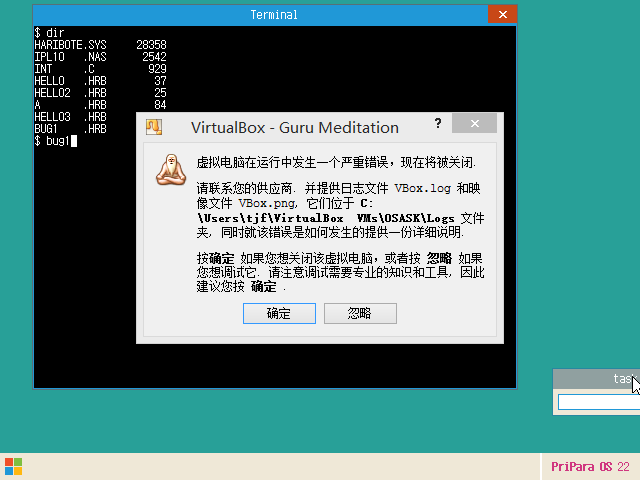 Terminal
$ dir
HARIBOTE.SYS 28358
IPL10 .NAS 2542
INT .C 929
HELLO .HRB 37
HELLO2 .HRB 25
A .HRB 84
HELLO3 .HRB
BUG1 .HRB
$ bug1
VirtualBox - Guru Meditation
?
虚拟电脑在运行中发生一个严重错误，现在将被关闭.
请联系您的供应商. 并提供日志文件 VBox.log 和映
像文件 VBox.png, 它们位于 C:
\Users\tjf\VirtualBox VMs\OSASK\Logs 文件
夹, 同时就该错误是如何发生的提供一份详细说明.
按确定 如果您想关闭该虚拟电脑，或者按 忽略 如果
您想调试它. 请注意调试需要专业的知识和工具, 因此
建议您按 确定 .
确定 忽略
task
PriPara OS 22